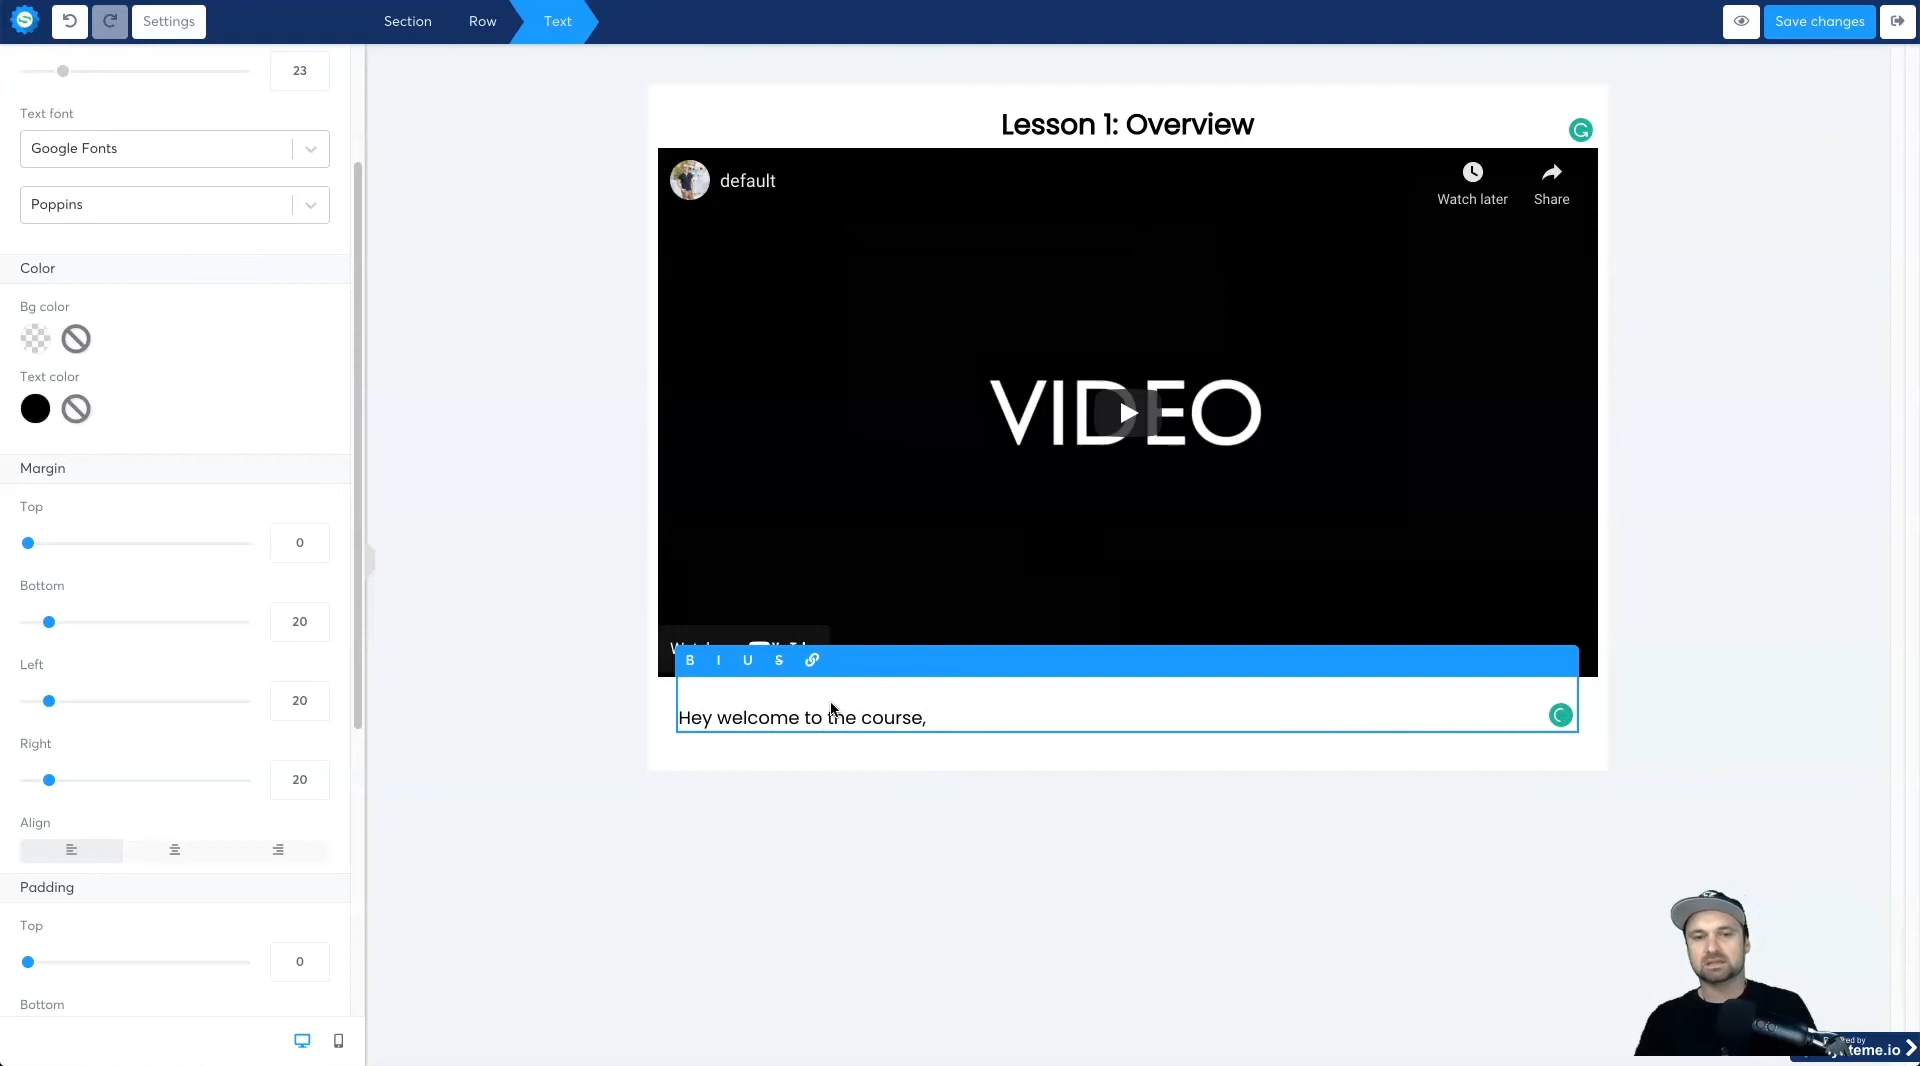 Settings
Section
Row
Text
Save changes
23
Text font
Google Fonts
Poppins
Color
Bg color
Text color
Margin
Top
0
Bottom
20
Left
20
Right
20
Align
Padding
Top
0
Bottom
Lesson 1: Overview
default
Watch later
Share
VIDEO
B I U S
Hey welcome to the course,
teme.io